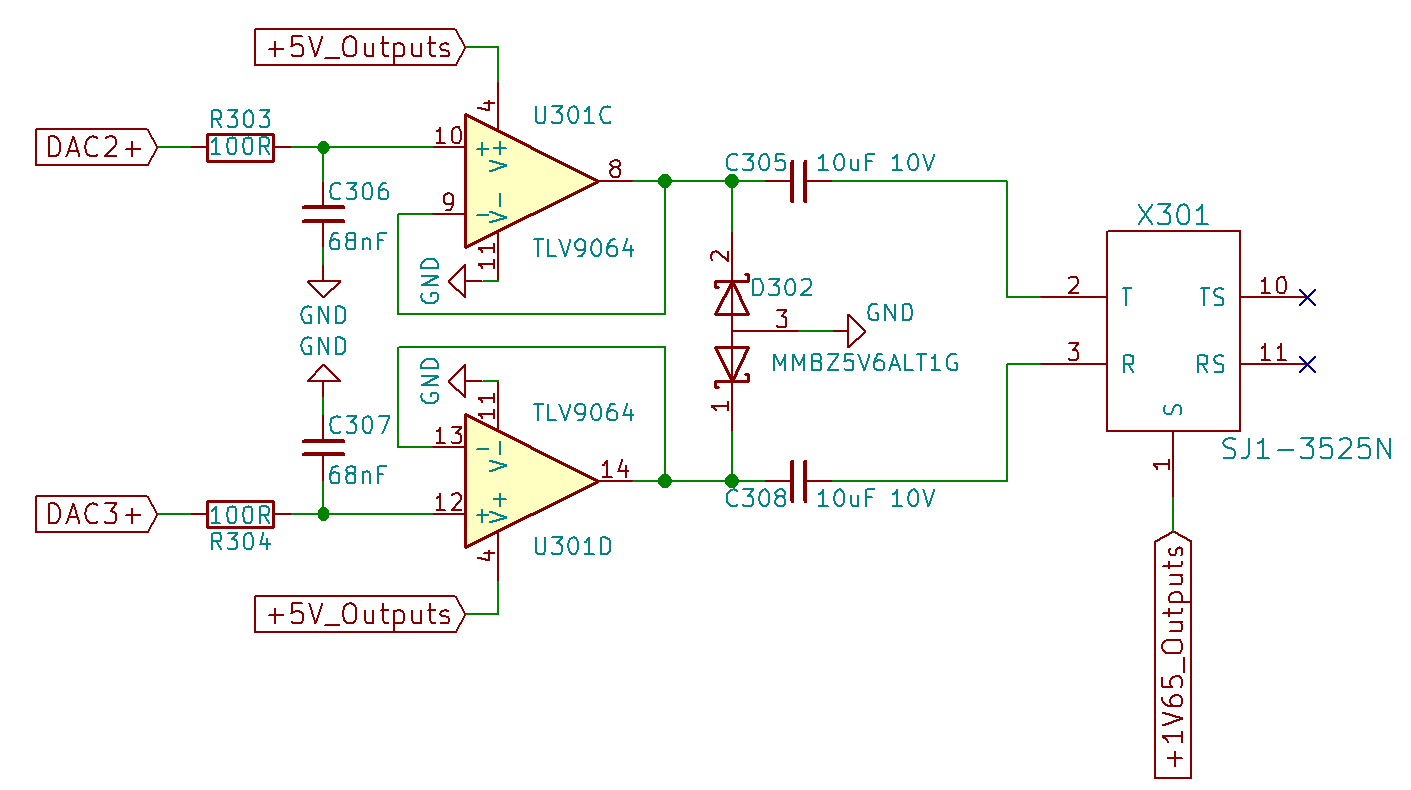 +5V_Outputs
4
U301C
R303
DAC2+
100R
10
+
V+
8
C305
10uF 10V
C306
9
-
V-
68nF
11
TLV9064
GND
GND
2
D302
3
GND
MMBZ5V6ALT1G
1
X301
2
T
TS
10
3
R
RS
11
S
SJ1-3525N
1
+1V65_Outputs
GND
GND
11
TLV9064
C307
13
-
V-
68nF
14
C308
10uF 10V
DAC3+
100R
12
+
V+
R304
4
U301D
+5V_Outputs